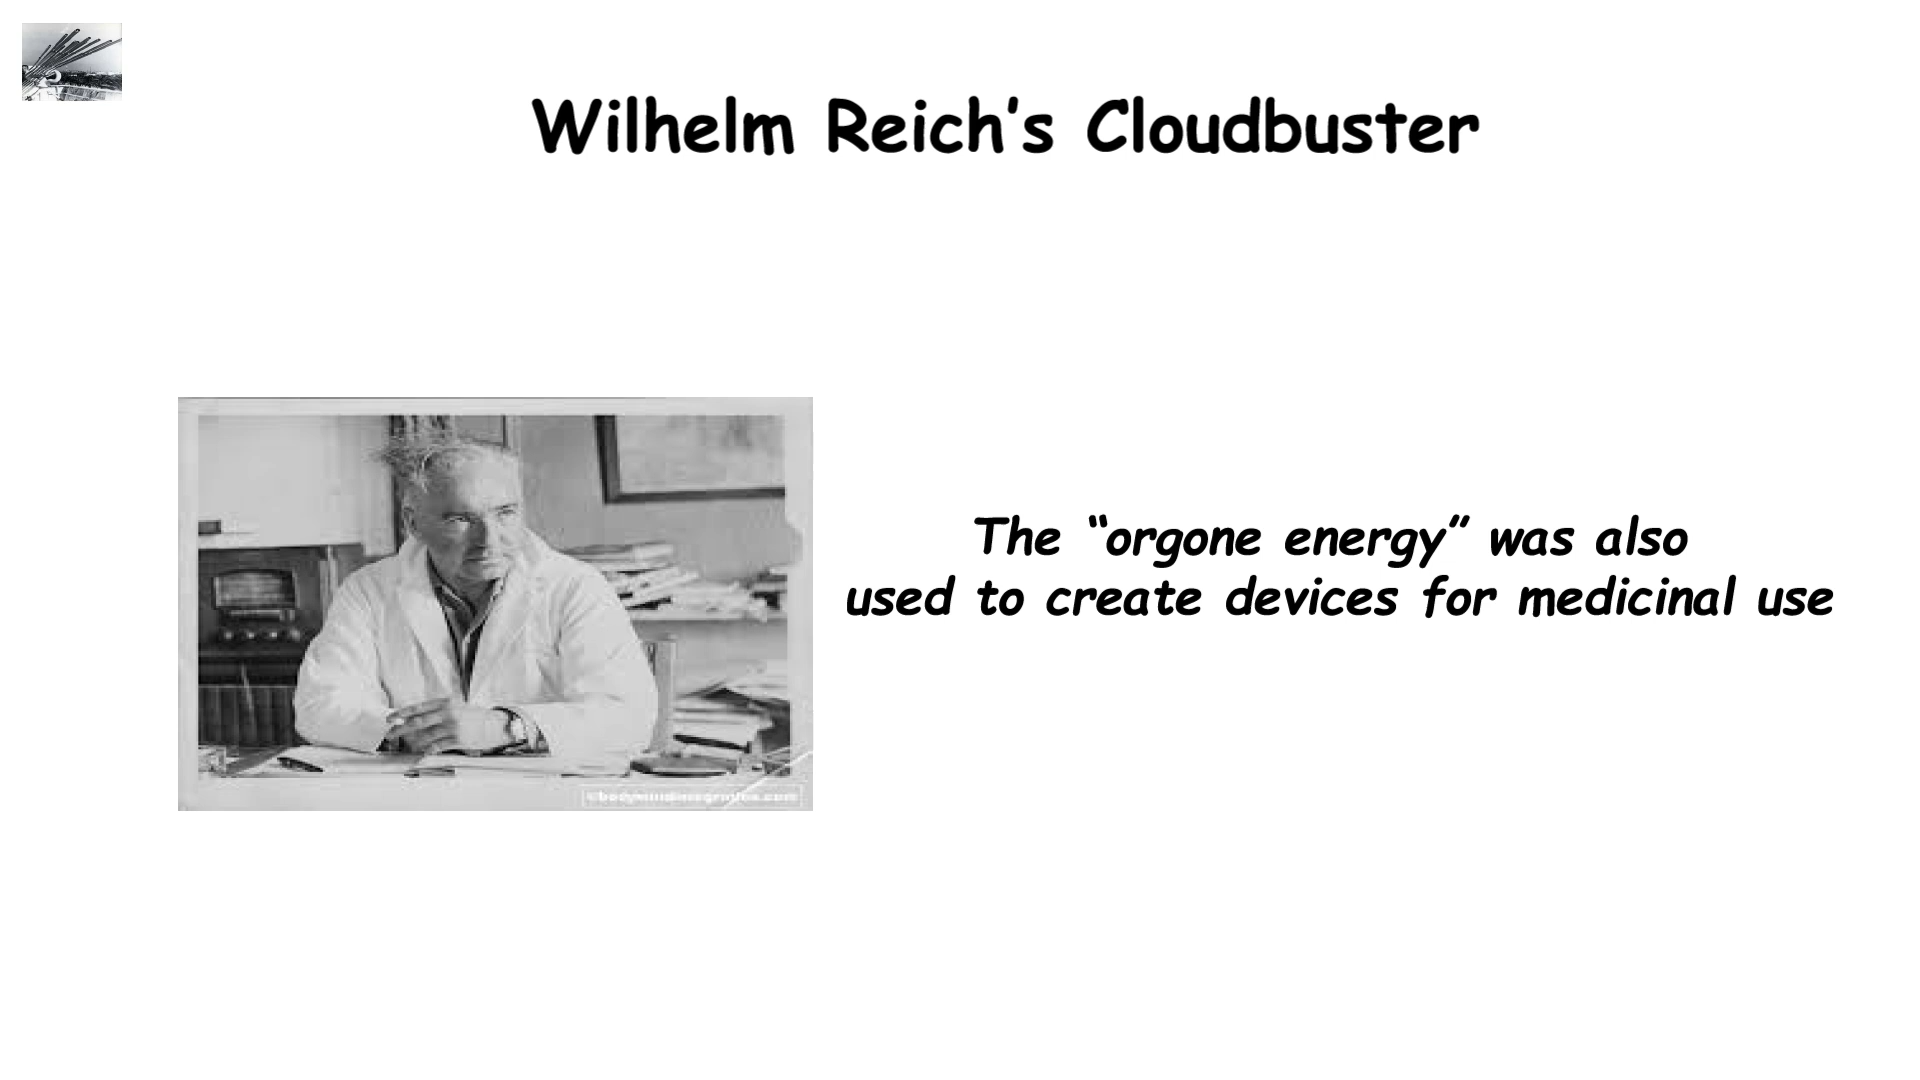 Wilhelm Reich’s Cloudbuster
The “orgone energy” was also
used to create devices for medicinal use